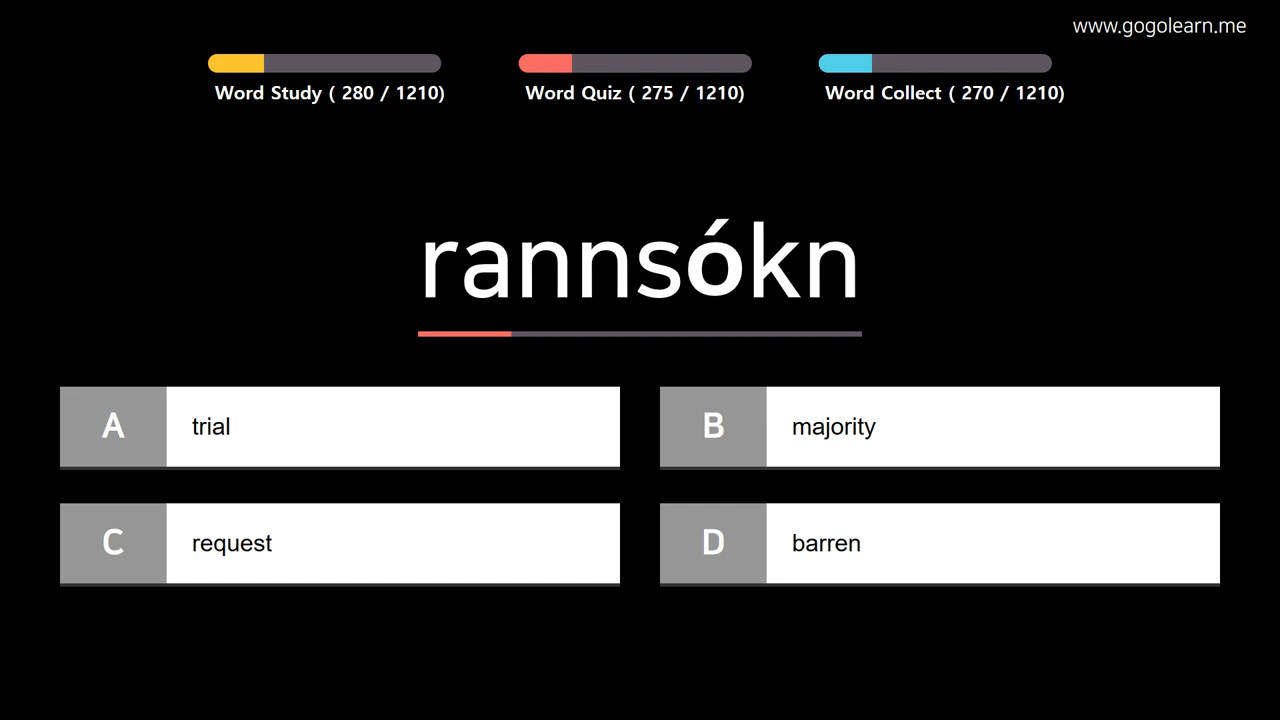 www.gogolearn.me
Word Study ( 280 / 1210)
Word Quiz ( 275 / 1210)
Word Collect ( 270 / 1210)
rannsókn
A trial
B majority
C request
D barren